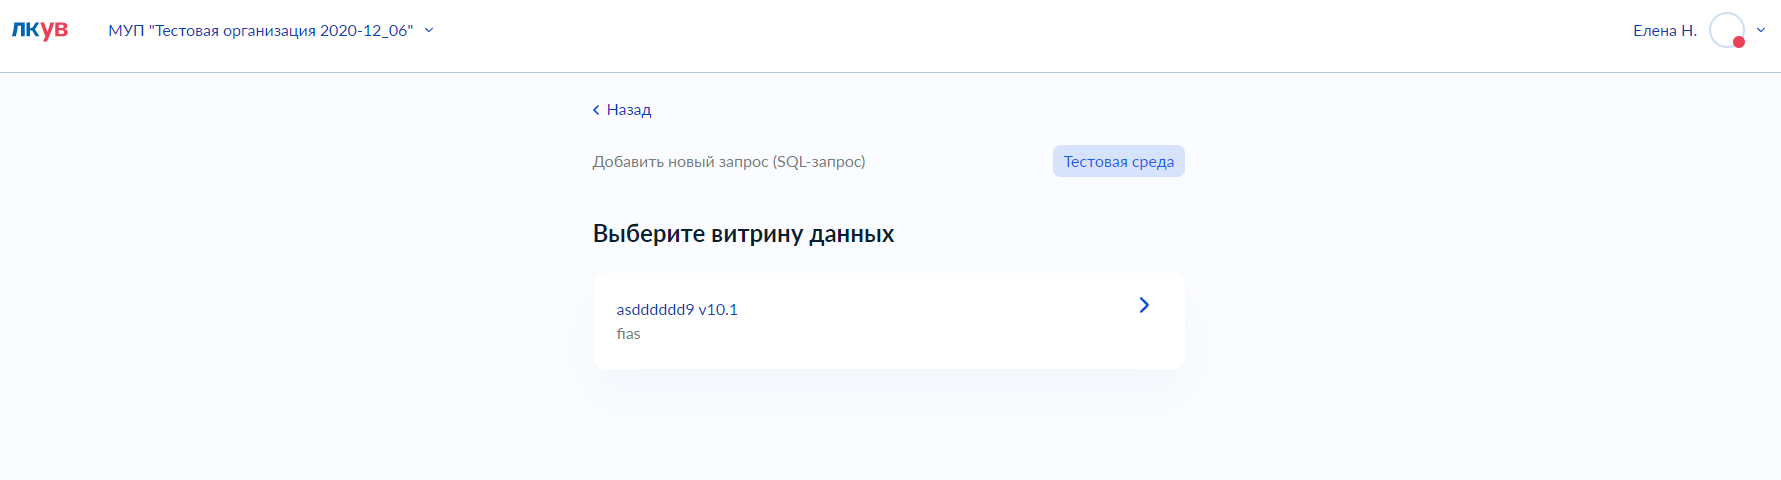 лкув
МУП "Тестовая организация 2020-12_06"
Елена Н.
Назад
Добавить новый запрос (SQL-запрос)
Тестовая среда
Выберите витрину данных
asdddddd9 v10.1
fias